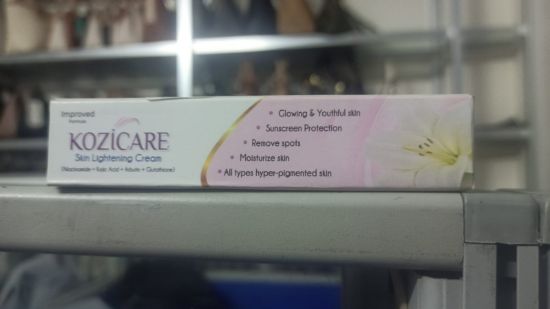 Improved
Formula
KOZICARE
Skin Lightening Cream
(Niacinamide + Kojic Acid + Arbutin + Glutathione)
• Glowing & Youthful skin
• Sunscreen Protection
• Remove spots
• Moisturize skin
• All types hyper-pigmented skin